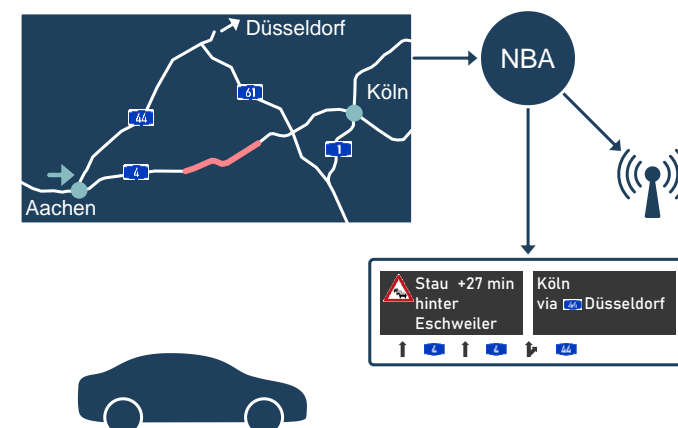 Düsseldorf
NBA
61
Köln
44
1
4
Aachen
Stau +27 min
hinter
Eschweiler
Köln
via 44 Düsseldorf
4 4 44